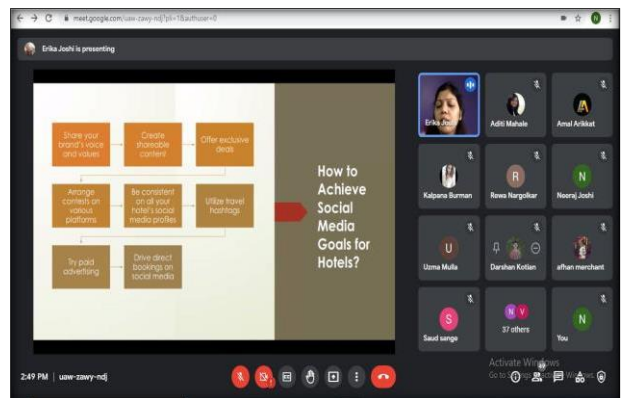 meet.google.com/uaw-zawy-ndj?pli=1&authuser=0
N
Erika Joshi is presenting
Share your
brand's voice
and values
Create
shareable
content
Offer exclusive
deals
Arrange
contests on
various
platforms
Be consistent
on all your
hotel's social
media profiles
Utilize travel
hashtags
Try paid
advertising
Drive direct
bookings on
social media
How to
Achieve
Social
Media
Goals for
Hotels?
Erika Joshi
Aditi Mahale
A
Amal Arikkat
Kalpana Burman
R
Rewa Nargolkar
N
Neeraj Joshi
U
Uzma Mulla
Darshan Kotian
afhan merchant
S
Saud sange
N V
37 others
N
You
2:49 PM | uaw-zawy-ndj
Activate Windows